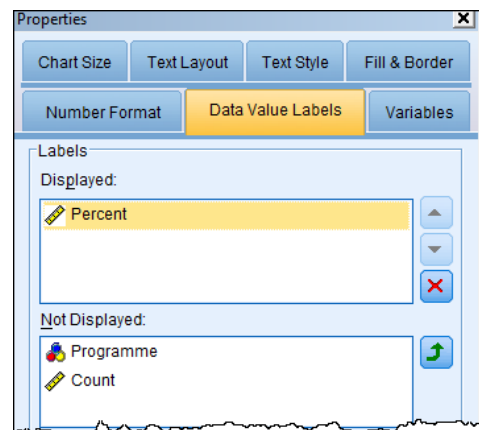 Properties
Chart Size Text Layout Text Style Fill & Border
Number Format Data Value Labels Variables
Labels
Displayed:
Percent
Not Displayed:
Programme
Count